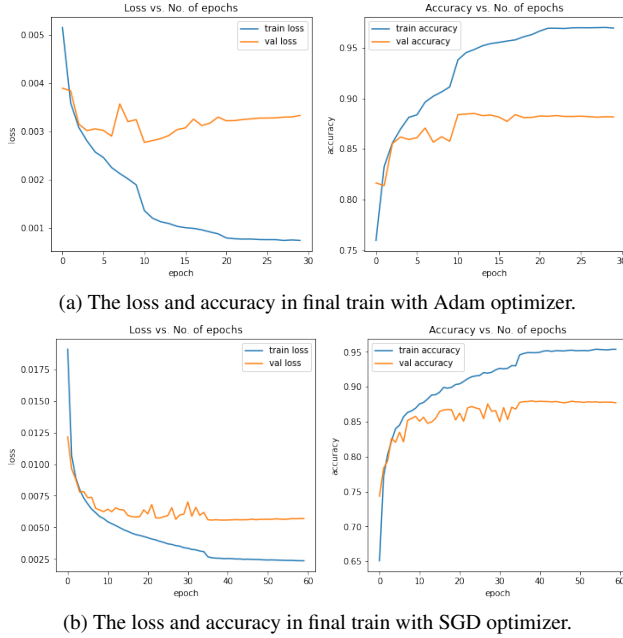 Loss vs. No. of epochs
train loss
val loss
loss
0.005
0.004
0.003
0.002
0.001
0 5 10 15 20 25 30
epoch
Accuracy vs. No. of epochs
train accuracy
val accuracy
accuracy
0.95
0.90
0.85
0.80
0.75
0 5 10 15 20 25 30
epoch
(a) The loss and accuracy in final train with Adam optimizer.
Loss vs. No. of epochs
train loss
val loss
loss
0.0175
0.0150
0.0125
0.0100
0.0075
0.0050
0.0025
0 10 20 30 40 50 60
epoch
Accuracy vs. No. of epochs
train accuracy
val accuracy
accuracy
0.95
0.90
0.85
0.80
0.75
0.70
0.65
0 10 20 30 40 50 60
epoch
(b) The loss and accuracy in final train with SGD optimizer.